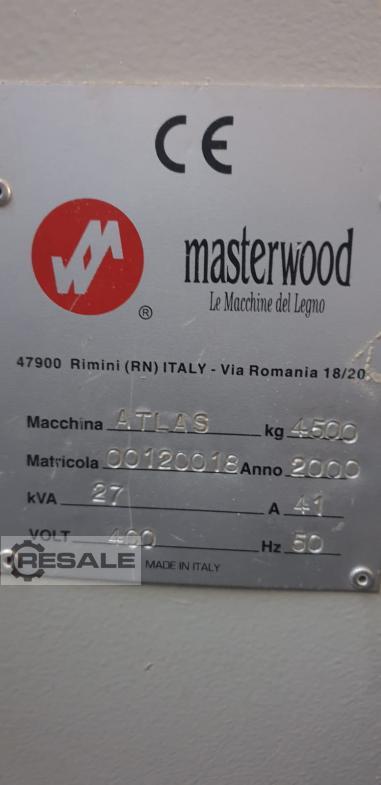 CE
masterwood
Le Macchine del Legno
®
47900 Rimini (RN) ITALY - Via Romania 18/20
Macchina ATLAS kg 4500
Matricola 00120018 Anno 2000
kVA 27 A 41
VOLT 400 Hz 50
RESALE
MADE IN ITALY